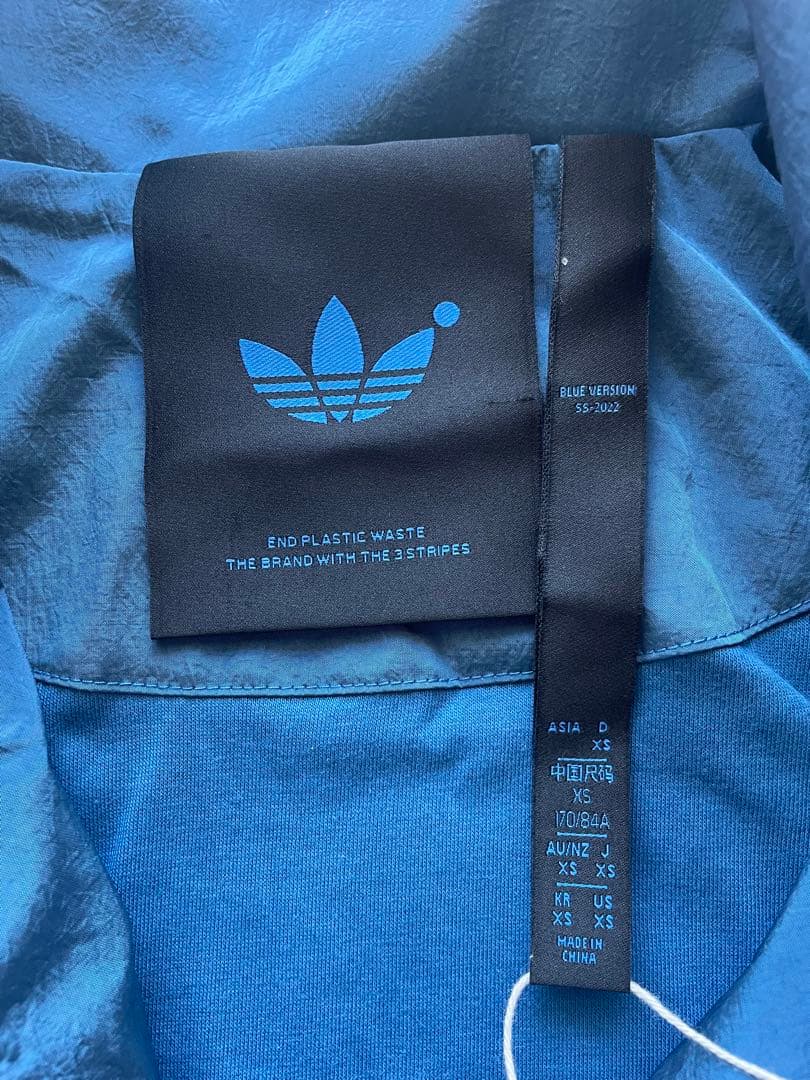 END PLASTIC WASTE
THE BRAND WITH THE 3 STRIPES
BLUE VERSION
SS-2022
ASIA D
XS
中国尺码
XS
170/84A
AU/NZ J
XS XS
KR US
XS XS
MADE IN
CHINA